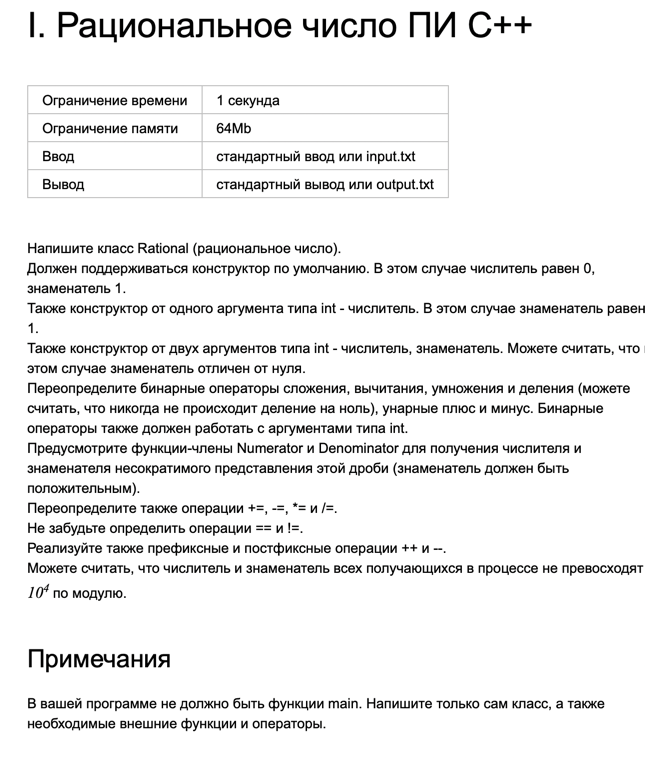 I. Рациональное число ПИ C++
Ограничение времени 1 секунда
Ограничение памяти 64Mb
Ввод стандартный ввод или input.txt
Вывод стандартный вывод или output.txt
Напишите класс Rational (рациональное число).
Должен поддерживаться конструктор по умолчанию. В этом случае числитель равен 0,
знаменатель 1.
Также конструктор от одного аргумента типа int - числитель. В этом случае знаменатель равен
1.
Также конструктор от двух аргументов типа int - числитель, знаменатель. Можете считать, что
этом случае знаменатель отличен от нуля.
Переопределите бинарные операторы сложения, вычитания, умножения и деления (можете
считать, что никогда не происходит деление на ноль), унарные плюс и минус. Бинарные
операторы также должен работать с аргументами типа int.
Предусмотрите функции-члены Numerator и Denominator для получения числителя и
знаменателя несократимого представления этой дроби (знаменатель должен быть
положительным).
Переопределите также операции +=, -=, *= и /=.
Не забудьте определить операции == и !=.
Реализуйте также префиксные и постфиксные операции ++ и --.
Можете считать, что числитель и знаменатель всех получающихся в процессе не превосходят
10⁴ по модулю.
Примечания
В вашей программе не должно быть функции main. Напишите только сам класс, а также
необходимые внешние функции и операторы.